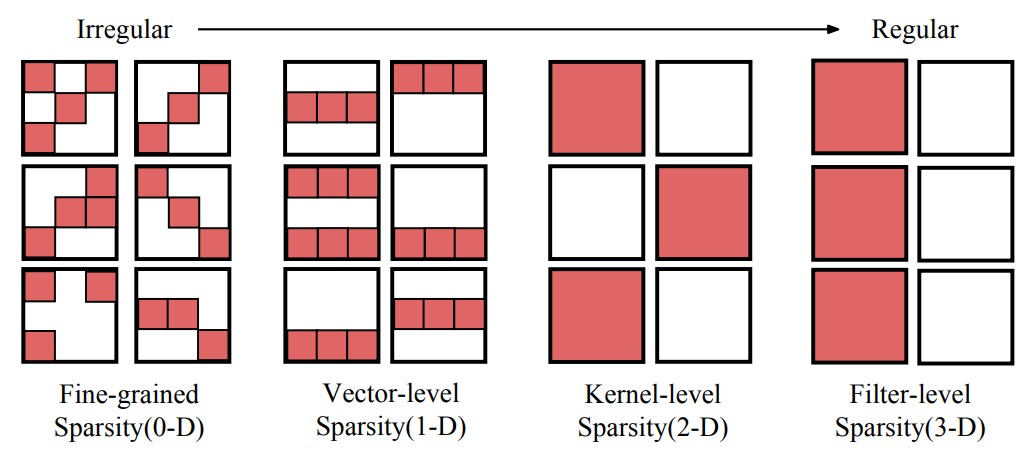 Irregular
Regular
Fine-grained
Sparsity(0-D)
Vector-level
Sparsity(1-D)
Kernel-level
Sparsity(2-D)
Filter-level
Sparsity(3-D)